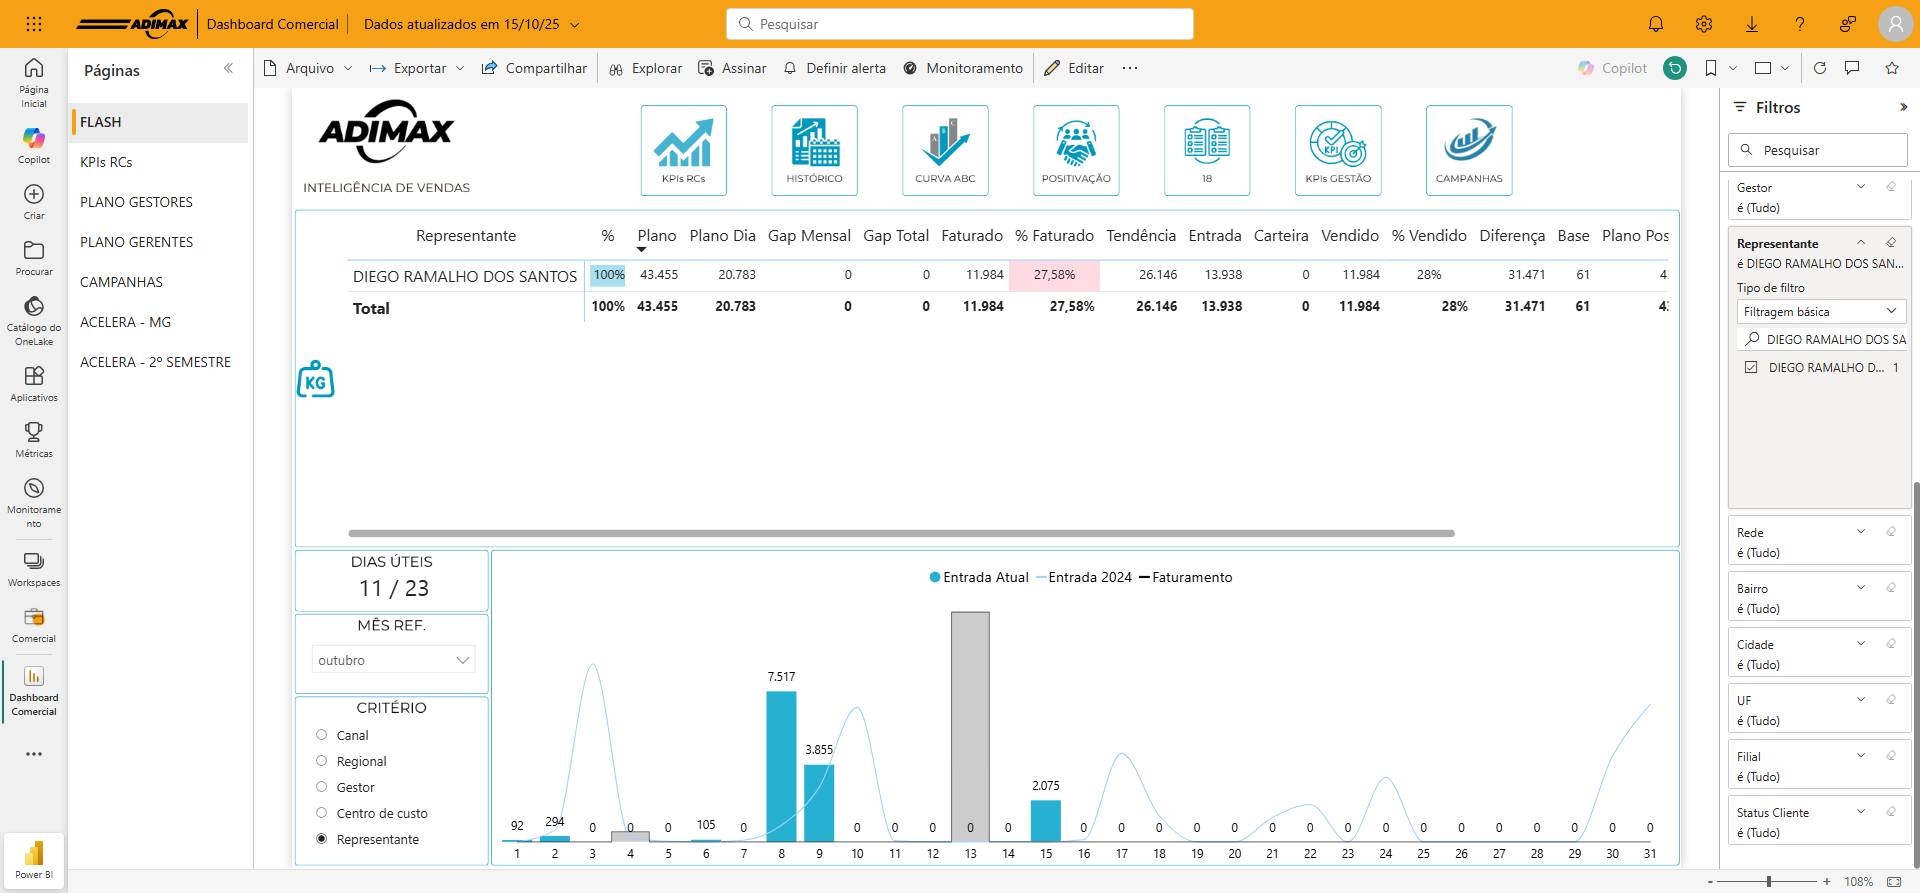 ADIMAX
Dashboard Comercial
Dados atualizados em 15/10/25
Pesquisar
Arquivo
Exportar
Compartilhar
Explorar
Assinar
Definir alerta
Monitoramento
Editar
Copilot
Página
Inicial
Copilot
Criar
Procurar
Catálogo do
OneLake
Aplicativos
Métricas
Monitorame
nto
Workspaces
Comercial
Dashboard
Comercial
Power BI
Páginas
FLASH
KPIs RCs
PLANO GESTORES
PLANO GERENTES
CAMPANHAS
ACELERA - MG
ACELERA - 2º SEMESTRE
ADIMAX
INTELIGÊNCIA DE VENDAS
KPIs RCs
HISTÓRICO
A B C
CURVA ABC
POSITIVAÇÃO
18
KPI
KPIs GESTÃO
CAMPANHAS
Representante % Plano Plano Dia Gap Mensal Gap Total Faturado % Faturado Tendência Entrada Carteira Vendido % Vendido Diferença Base Plano Pos
DIEGO RAMALHO DOS SANTOS 100% 43.455 20.783 0 0 11.984 27,58% 26.146 13.938 0 11.984 28% 31.471 61 4
Total 100% 43.455 20.783 0 0 11.984 27,58% 26.146 13.938 0 11.984 28% 31.471 61 4
KG
DIAS ÚTEIS
11 / 23
MÊS REF.
outubro
CRITÉRIO
Canal
Regional
Gestor
Centro de custo
Representante
Entrada Atual Entrada 2024 Faturamento
92 294 0 0 0 105 0 7.517 3.855 0 0 0 0 0 2.075 0 0 0 0 0 0 0 0 0 0 0 0 0 0 0 0
1 2 3 4 5 6 7 8 9 10 11 12 13 14 15 16 17 18 19 20 21 22 23 24 25 26 27 28 29 30 31
Filtros
Pesquisar
Gestor
é (Tudo)
Representante
é DIEGO RAMALHO DOS SAN...
Tipo de filtro
Filtragem básica
DIEGO RAMALHO DOS SA
DIEGO RAMALHO D... 1
Rede
é (Tudo)
Bairro
é (Tudo)
Cidade
é (Tudo)
UF
é (Tudo)
Filial
é (Tudo)
Status Cliente
é (Tudo)
- + 108%